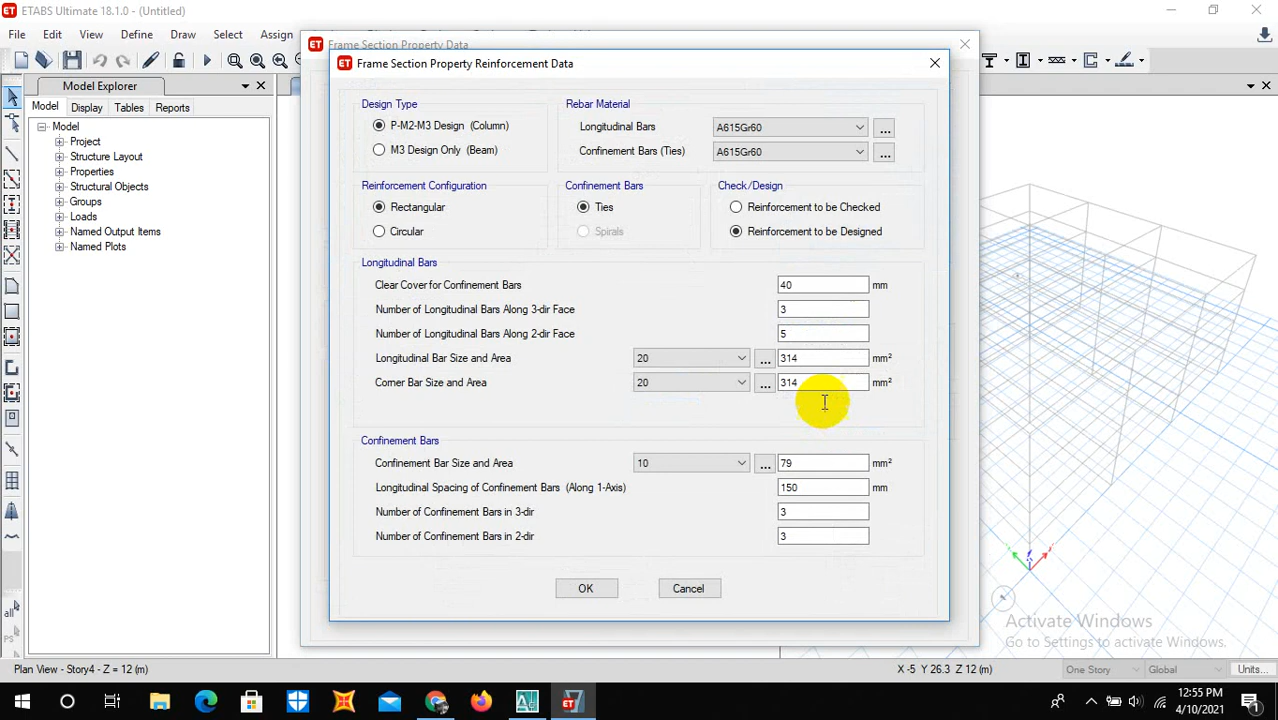 ETABS Ultimate 18.1.0 - (Untitled)
File Edit View Define Draw Select Assign
Frame Section Property Data
Frame Section Property Reinforcement Data
Model Explorer
Model Display Tables Reports
Model
Project
Structure Layout
Properties
Structural Objects
Groups
Loads
Named Output Items
Named Plots
Design Type
P-M2-M3 Design (Column)
M3 Design Only (Beam)
Rebar Material
Longitudinal Bars A615Gr60 ...
Confinement Bars (Ties) A615Gr60 ...
Reinforcement Configuration
Rectangular
Circular
Confinement Bars
Ties
Spirals
Check/Design
Reinforcement to be Checked
Reinforcement to be Designed
Longitudinal Bars
Clear Cover for Confinement Bars 40 mm
Number of Longitudinal Bars Along 3-dir Face 3
Number of Longitudinal Bars Along 2-dir Face 5
Longitudinal Bar Size and Area 20 ... 314 mm²
Corner Bar Size and Area 20 ... 314 mm²
Confinement Bars
Confinement Bar Size and Area 10 ... 79 mm²
Longitudinal Spacing of Confinement Bars (Along 1-Axis) 150 mm
Number of Confinement Bars in 3-dir 3
Number of Confinement Bars in 2-dir 3
OK Cancel
all
PS
Activate Windows
Go to Settings to activate Windows.
Plan View - Story4 - Z = 12 (m) X -5 Y 26.3 Z 12 (m) One Story Global Units...
12:55 PM
4/10/2021